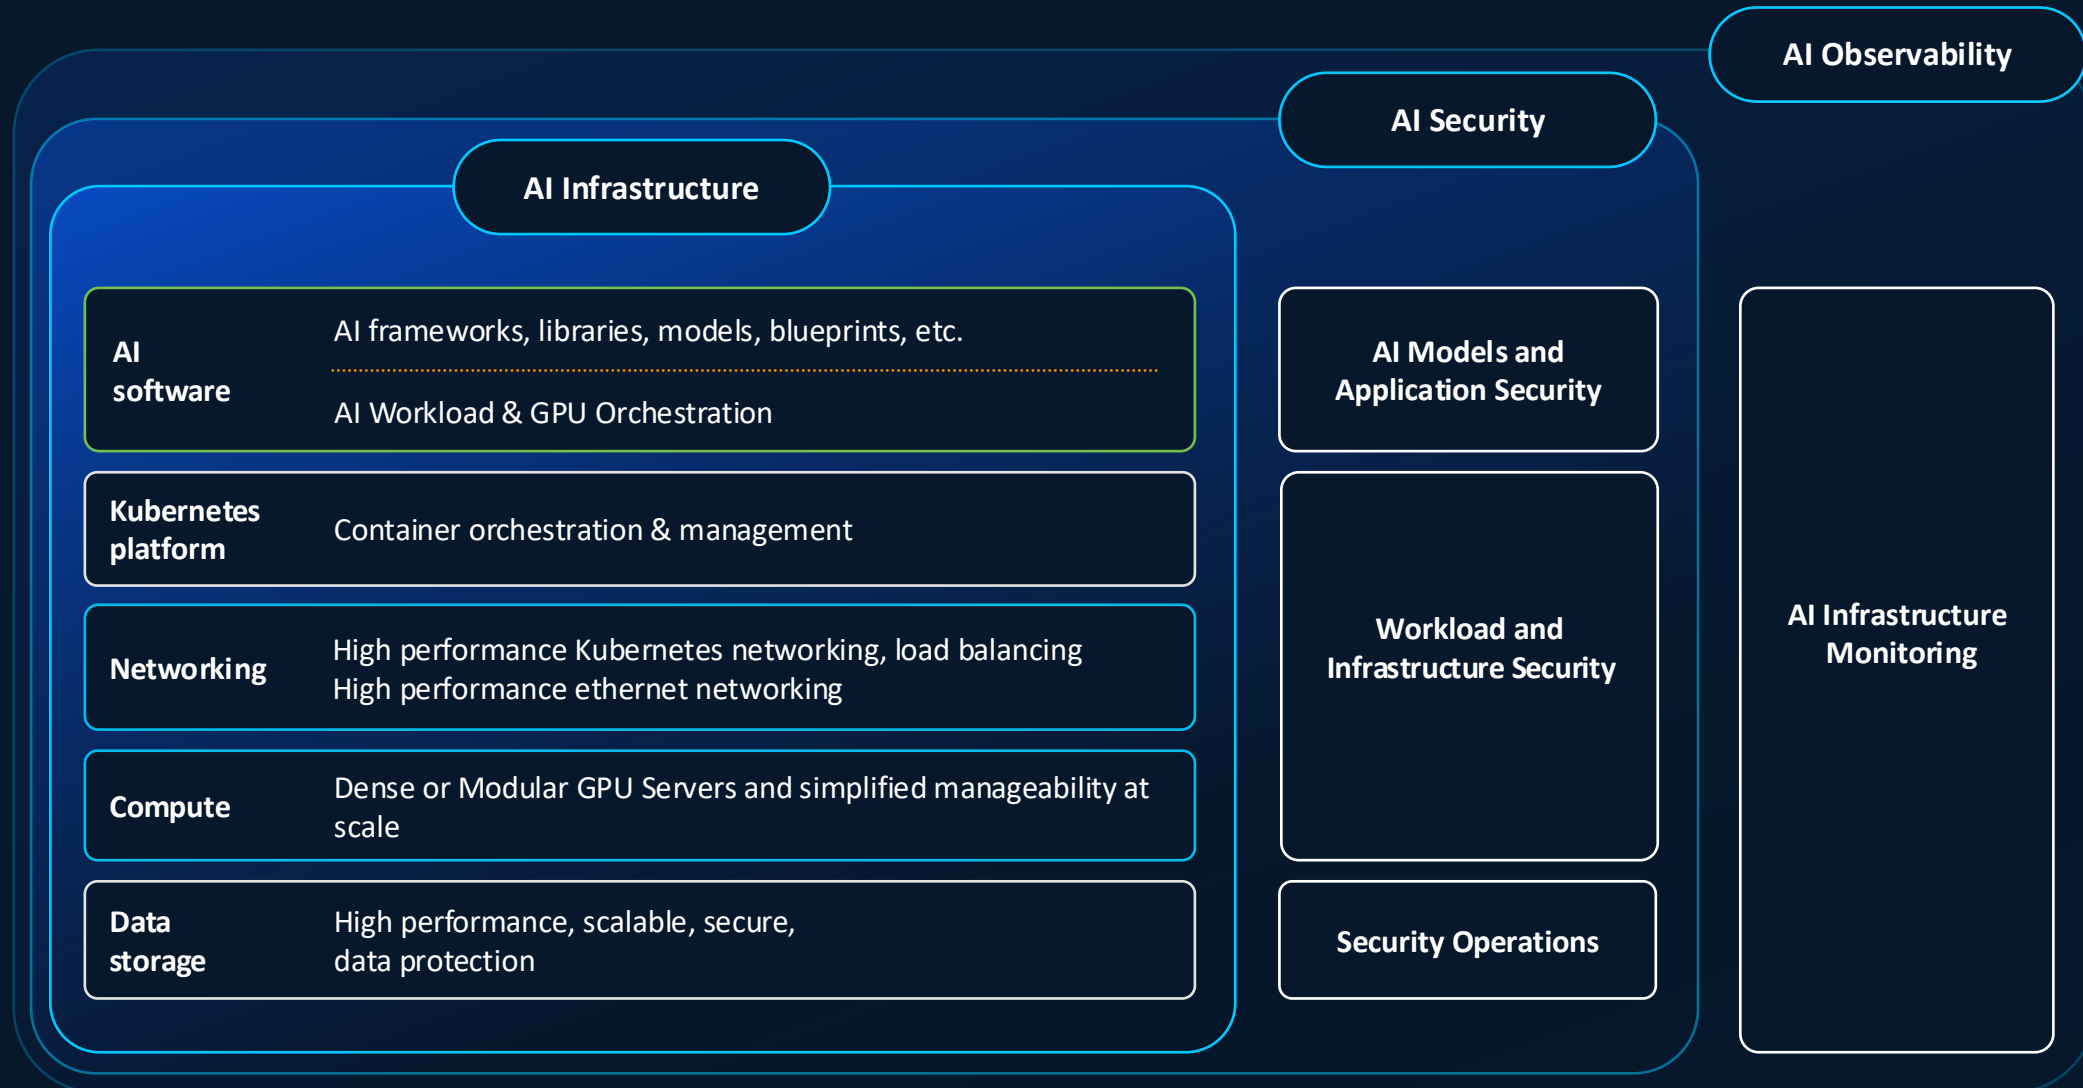 AI Observability
AI Security
AI Infrastructure
AI
software
AI frameworks, libraries, models, blueprints, etc.
AI Workload & GPU Orchestration
Kubernetes
platform
Container orchestration & management
Networking
High performance Kubernetes networking, load balancing
High performance ethernet networking
Compute
Dense or Modular GPU Servers and simplified manageability at
scale
Data
storage
High performance, scalable, secure,
data protection
AI Models and
Application Security
Workload and
Infrastructure Security
Security Operations
AI Infrastructure
Monitoring